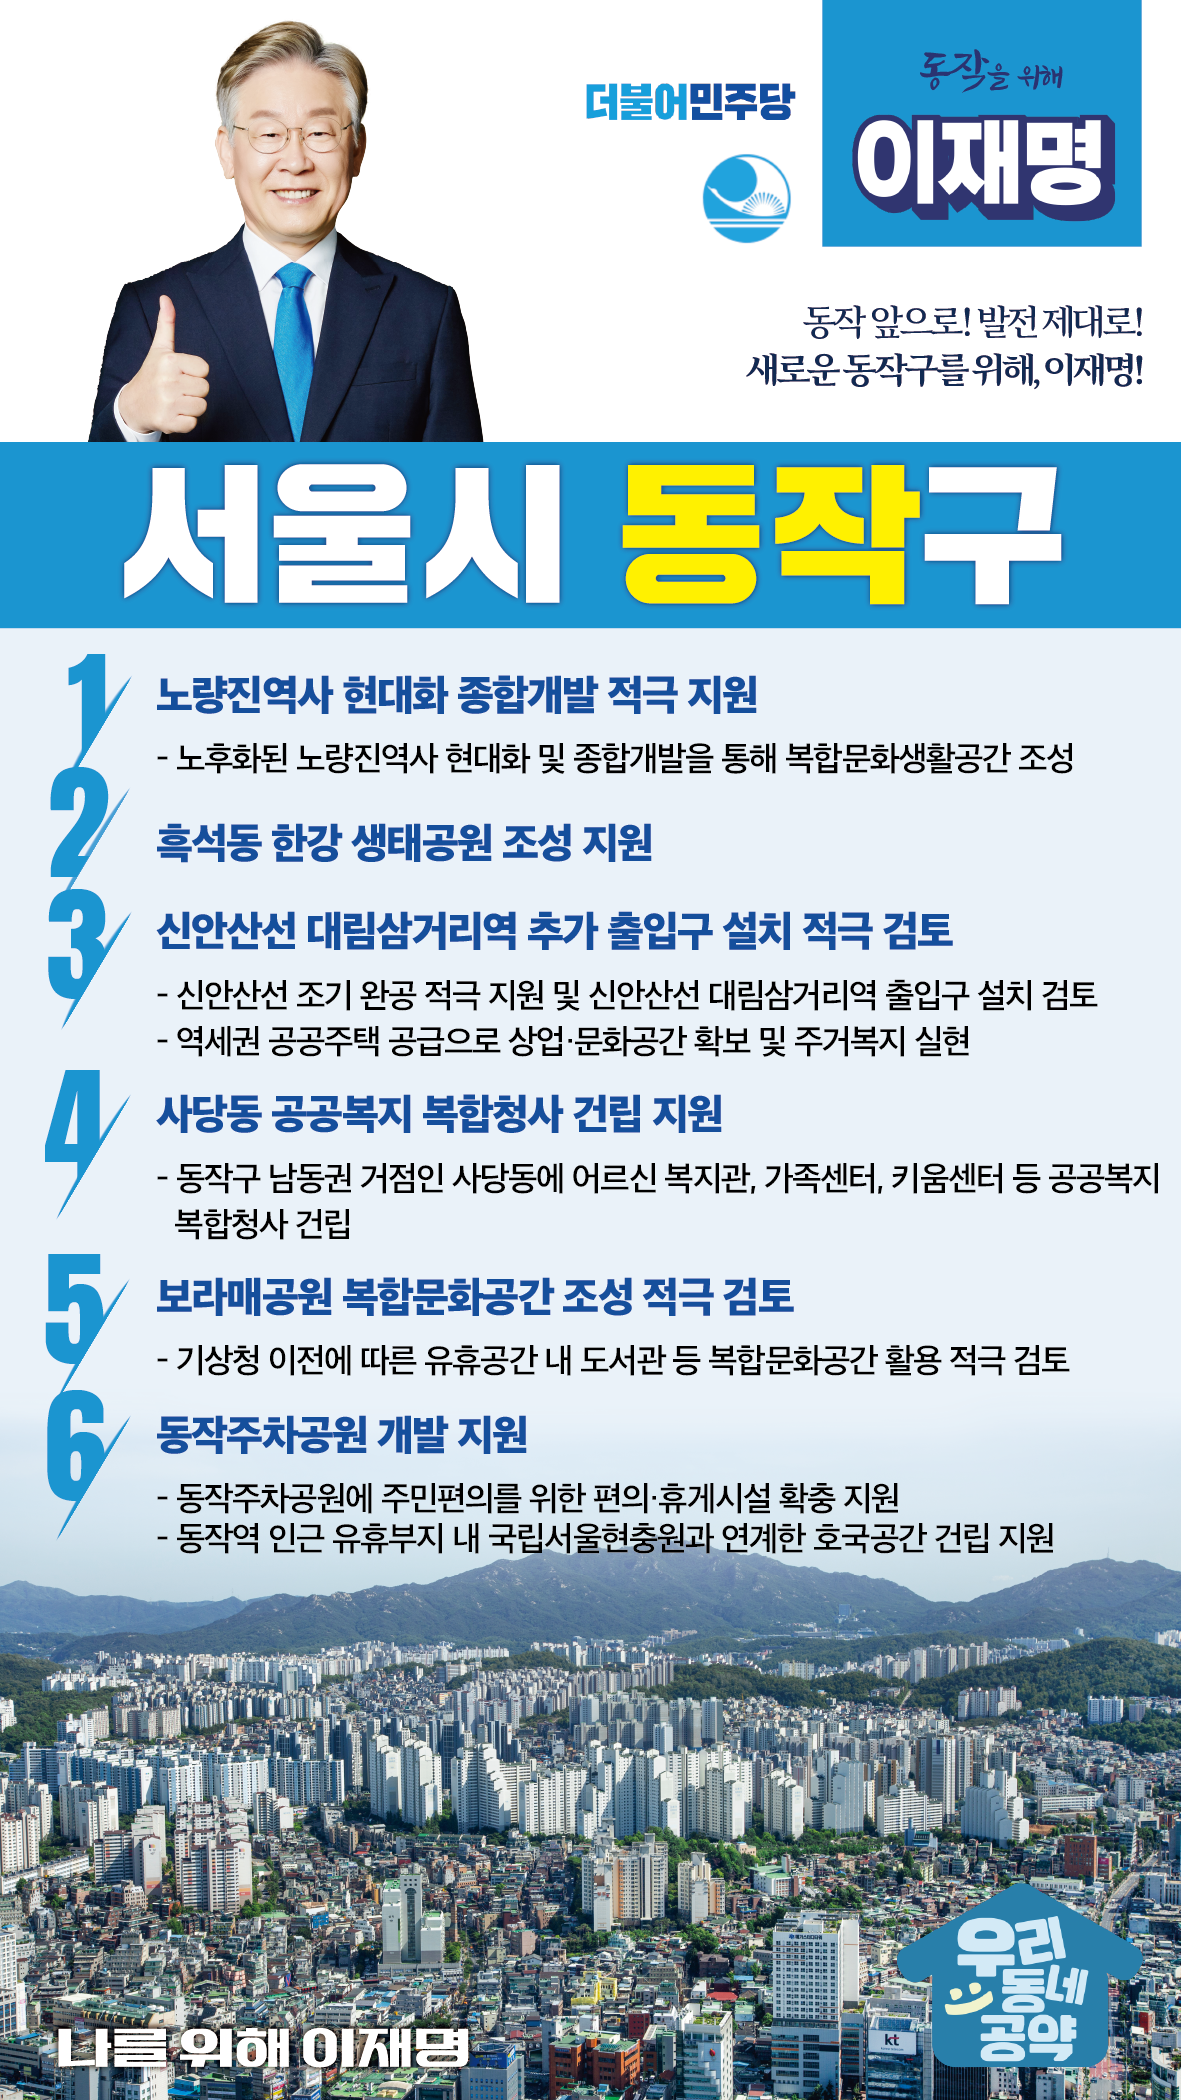 더불어민주당
동작을 위해
이재명
동작 앞으로! 발전 제대로!
새로운 동작구를 위해, 이재명!
서울시 동작구
1 노량진역사 현대화 종합개발 적극 지원
- 노후화된 노량진역사 현대화 및 종합개발을 통해 복합문화생활공간 조성
2 흑석동 한강 생태공원 조성 지원
3 신안산선 대림삼거리역 추가 출입구 설치 적극 검토
- 신안산선 조기 완공 적극 지원 및 신안산선 대림삼거리역 출입구 설치 검토
- 역세권 공공주택 공급으로 상업·문화공간 확보 및 주거복지 실현
4 사당동 공공복지 복합청사 건립 지원
- 동작구 남동권 거점인 사당동에 어르신 복지관, 가족센터, 키움센터 등 공공복지
복합청사 건립
5 보라매공원 복합문화공간 조성 적극 검토
- 기상청 이전에 따른 유휴공간 내 도서관 등 복합문화공간 활용 적극 검토
6 동작주차공원 개발 지원
- 동작주차공원에 주민편의를 위한 편의·휴게시설 확충 지원
- 동작역 인근 유휴부지 내 국립서울현충원과 연계한 호국공간 건립 지원
우리
동네
공약
kt
나를 위해 이재명